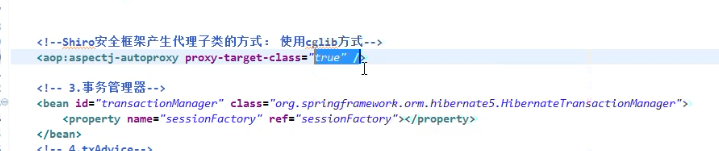 <!--Shiro安全框架产生代理子类的方式： 使用cglib方式-->
<aop:aspectj-autoproxy proxy-target-class="true" />
<!-- 3.事务管理器-->
<bean id="transactionManager" class="org.springframework.orm.hibernate5.HibernateTransactionManager">
<property name="sessionFactory" ref="sessionFactory"></property>
</bean>
<!-- 4.txAdvice-->